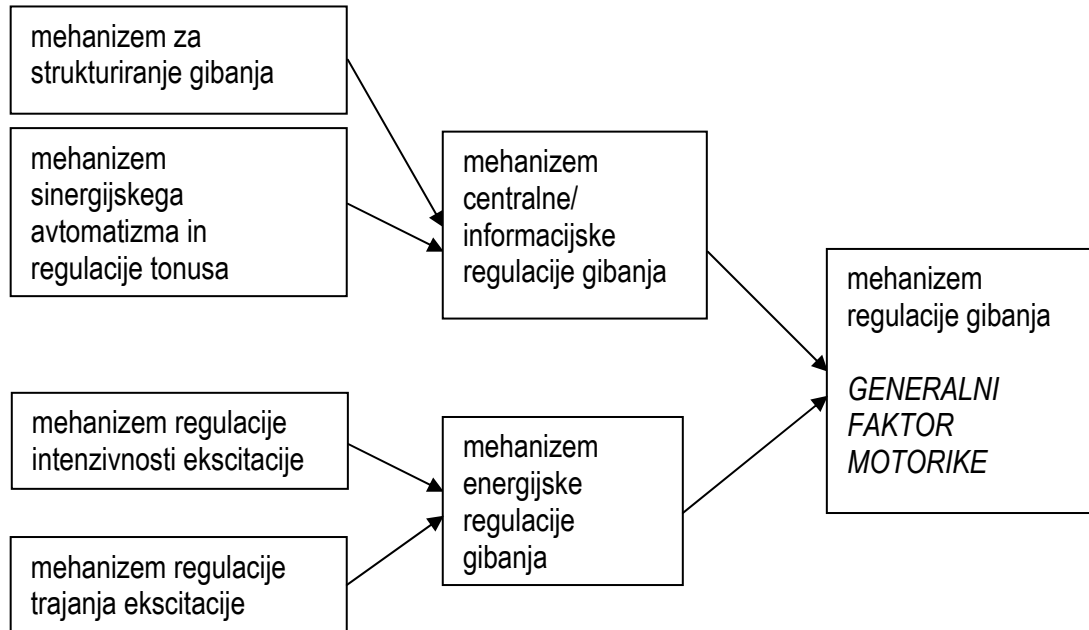 mehanizem za
strukturiranje gibanja
mehanizem
sinergijskega
avtomatizma in
regulacije tonusa
mehanizem
centralne/
informacijske
regulacije gibanja
mehanizem
regulacije gibanja
GENERALNI
FAKTOR
MOTORIKE
mehanizem regulacije
intenzivnosti ekscitacije
mehanizem
energijske
regulacije
gibanja
mehanizem regulacije
trajanja ekscitacije